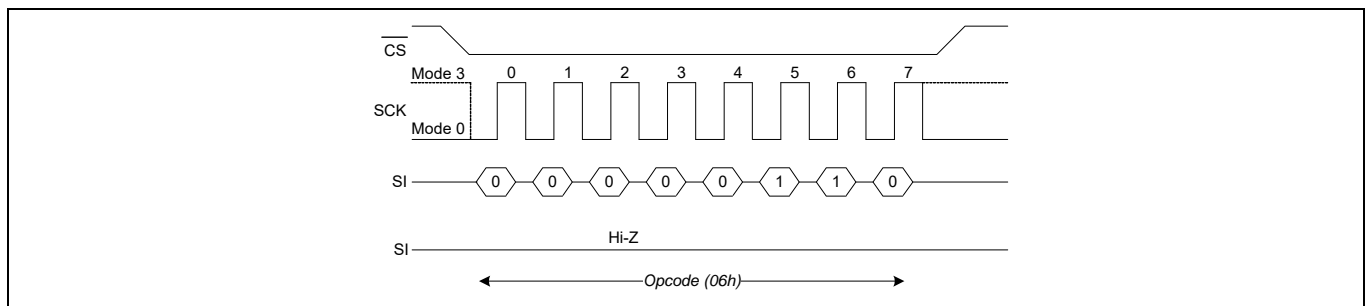 CS
Mode 3 0 1 2 3 4 5 6 7
SCK
Mode 0
SI 0 0 0 0 0 1 1 0
Hi-Z
SI
Opcode (06h)